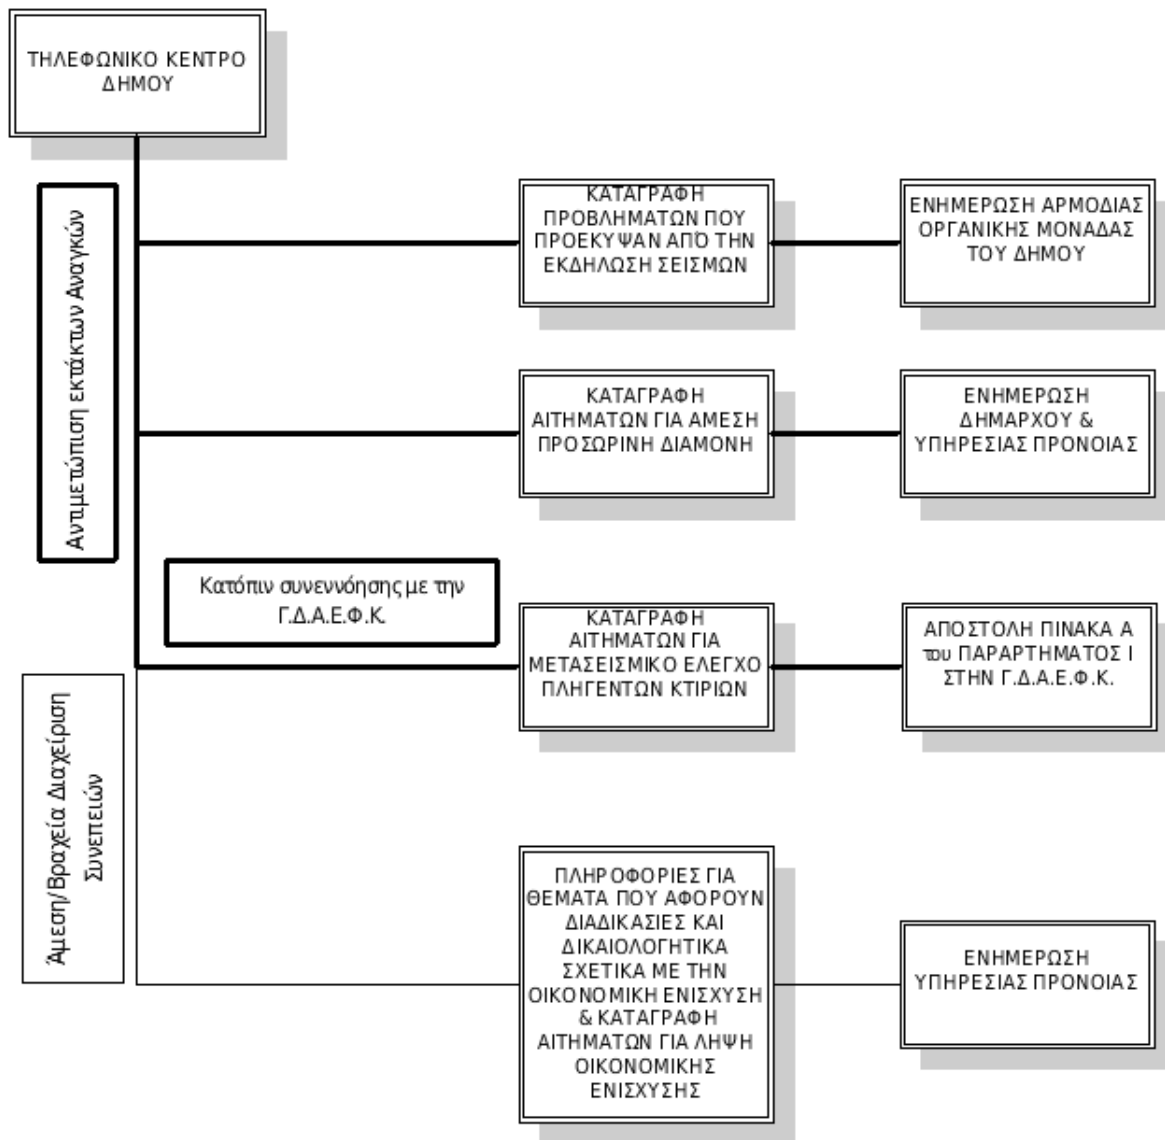 ΤΗΛΕΦΩΝΙΚΟ ΚΕΝΤΡΟ
ΔΗΜΟΥ
Αντιμετώπιση εκτάκτων Αναγκών
ΚΑΤΑΓΡΑΦΗ
ΠΡΟΒΛΗΜΑΤΩΝ ΠΟΥ
ΠΡΟΕΚΥΨΑΝ ΑΠΌ ΤΗΝ
ΕΚΔΗΛΩΣΗ ΣΕΙΣΜΩΝ
ΕΝΗΜΕΡΩΣΗ ΑΡΜΟΔΙΑΣ
ΟΡΓΑΝΙΚΗΣ ΜΟΝΑΔΑΣ
ΤΟΥ ΔΗΜΟΥ
ΚΑΤΑΓΡΑΦΗ
ΑΙΤΗΜΑΤΩΝ ΓΙΑ ΑΜΕΣΗ
ΠΡΟΣΩΡΙΝΗ ΔΙΑΜΟΝΗ
ΕΝΗΜΕΡΩΣΗ
ΔΗΜΑΡΧΟΥ &
ΥΠΗΡΕΣΙΑΣ ΠΡΟΝΟΙΑΣ
Κατόπιν συνεννόησης με την
Γ.Δ.Α.Ε.Φ.Κ.
ΚΑΤΑΓΡΑΦΗ
ΑΙΤΗΜΑΤΩΝ ΓΙΑ
ΜΕΤΑΣΕΙΣΜΙΚΟ ΕΛΕΓΧΟ
ΠΛΗΓΕΝΤΩΝ ΚΤΙΡΙΩΝ
ΑΠΟΣΤΟΛΗ ΠΙΝΑΚΑ Α
του ΠΑΡΑΡΤΗΜΑΤΟΣ Ι
ΣΤΗΝ Γ.Δ.Α.Ε.Φ.Κ.
Άμεση/Βραχεία Διαχείριση
Συνεπειών
ΠΛΗΡΟΦΟΡΙΕΣ ΓΙΑ
ΘΕΜΑΤΑ ΠΟΥ ΑΦΟΡΟΥΝ
ΔΙΑΔΙΚΑΣΙΕΣ ΚΑΙ
ΔΙΚΑΙΟΛΟΓΗΤΙΚΑ
ΣΧΕΤΙΚΑ ΜΕ ΤΗΝ
ΟΙΚΟΝΟΜΙΚΗ ΕΝΙΣΧΥΣΗ
& ΚΑΤΑΓΡΑΦΗ
ΑΙΤΗΜΑΤΩΝ ΓΙΑ ΛΗΨΗ
ΟΙΚΟΝΟΜΙΚΗΣ
ΕΝΙΣΧΥΣΗΣ
ΕΝΗΜΕΡΩΣΗ
ΥΠΗΡΕΣΙΑΣ ΠΡΟΝΟΙΑΣ